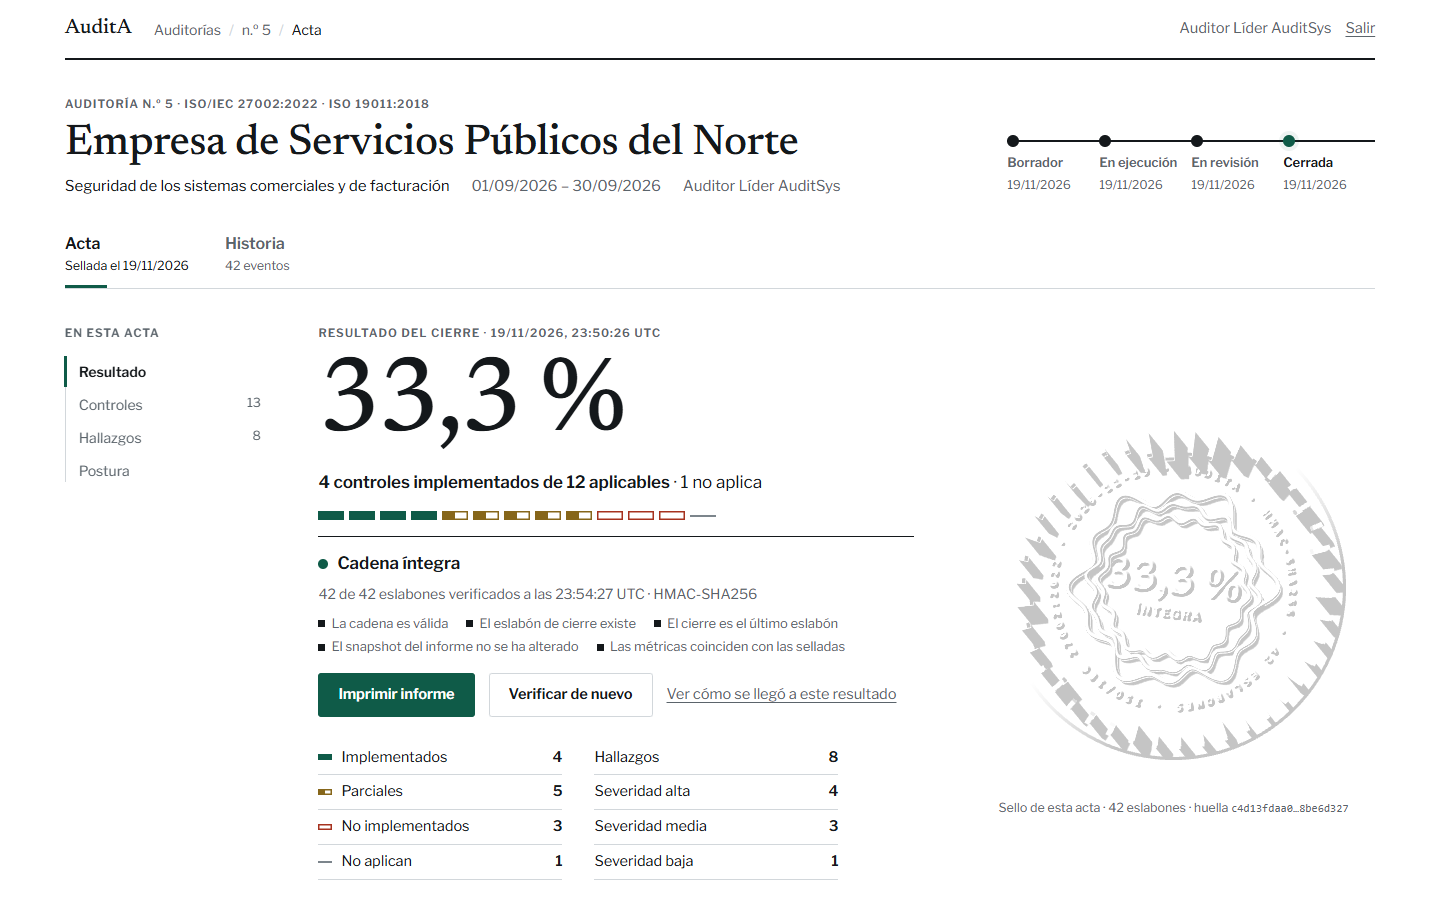 AuditA Auditorías / n.º 5 / Acta Auditor Líder AuditSys Salir
AUDITORÍA N.º 5 · ISO/IEC 27002:2022 · ISO 19011:2018
Empresa de Servicios Públicos del Norte
Seguridad de los sistemas comerciales y de facturación 01/09/2026 – 30/09/2026 Auditor Líder AuditSys
Borrador En ejecución En revisión Cerrada
19/11/2026 19/11/2026 19/11/2026 19/11/2026
Acta Historia
Sellada el 19/11/2026 42 eventos
EN ESTA ACTA
Resultado
Controles 13
Hallazgos 8
Postura
RESULTADO DEL CIERRE · 19/11/2026, 23:50:26 UTC
33,3 %
4 controles implementados de 12 aplicables · 1 no aplica
Cadena íntegra
42 de 42 eslabones verificados a las 23:54:27 UTC · HMAC-SHA256
La cadena es válida El eslabón de cierre existe El cierre es el último eslabón
El snapshot del informe no se ha alterado Las métricas coinciden con las selladas
Imprimir informe Verificar de nuevo Ver cómo se llegó a este resultado
Implementados 4 Hallazgos 8
Parciales 5 Severidad alta 4
No implementados 3 Severidad media 3
No aplican 1 Severidad baja 1
33,3 %
ÍNTEGRA
Sello de esta acta · 42 eslabones · huella c4d13fdaa0…8be6d327